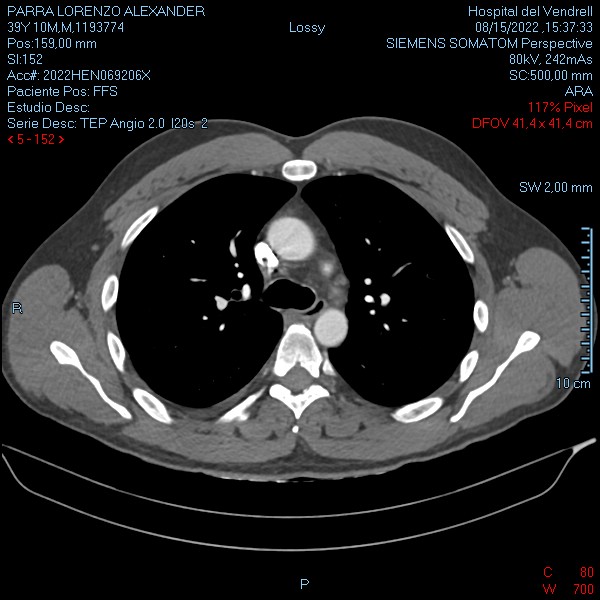 PARRA LORENZO ALEXANDER
39Y 10M,M,1193774
Pos:159,00 mm
SI:152
Acc#: 2022HEN069206X
Paciente Pos: FFS
Estudio Desc:
Serie Desc: TEP Angio 2.0 I20s 2
< 5 - 152 >
Lossy
Hospital del Vendrell
08/15/2022 ,15:37:33
SIEMENS SOMATOM Perspective
80kV, 242mAs
SC:500,00 mm
ARA
117% Pixel
DFOV 41,4 x 41,4 cm
SW 2,00 mm
R
10 cm
P
C 80
W 700